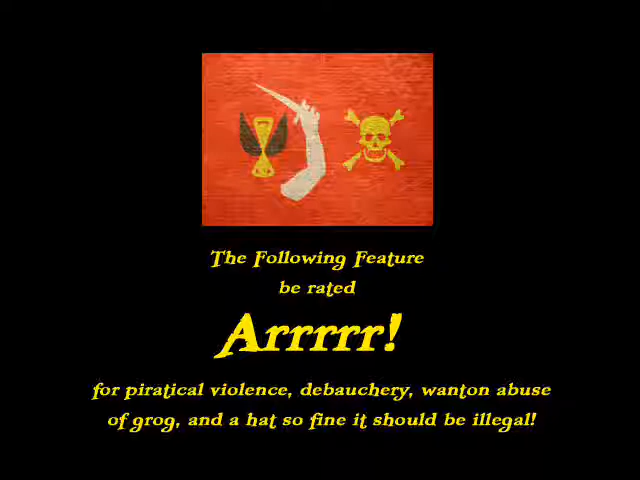 The Following Feature
be rated
Arrrrr!
for piratical violence, debauchery, wanton abuse
of grog, and a hat so fine it should be illegal!